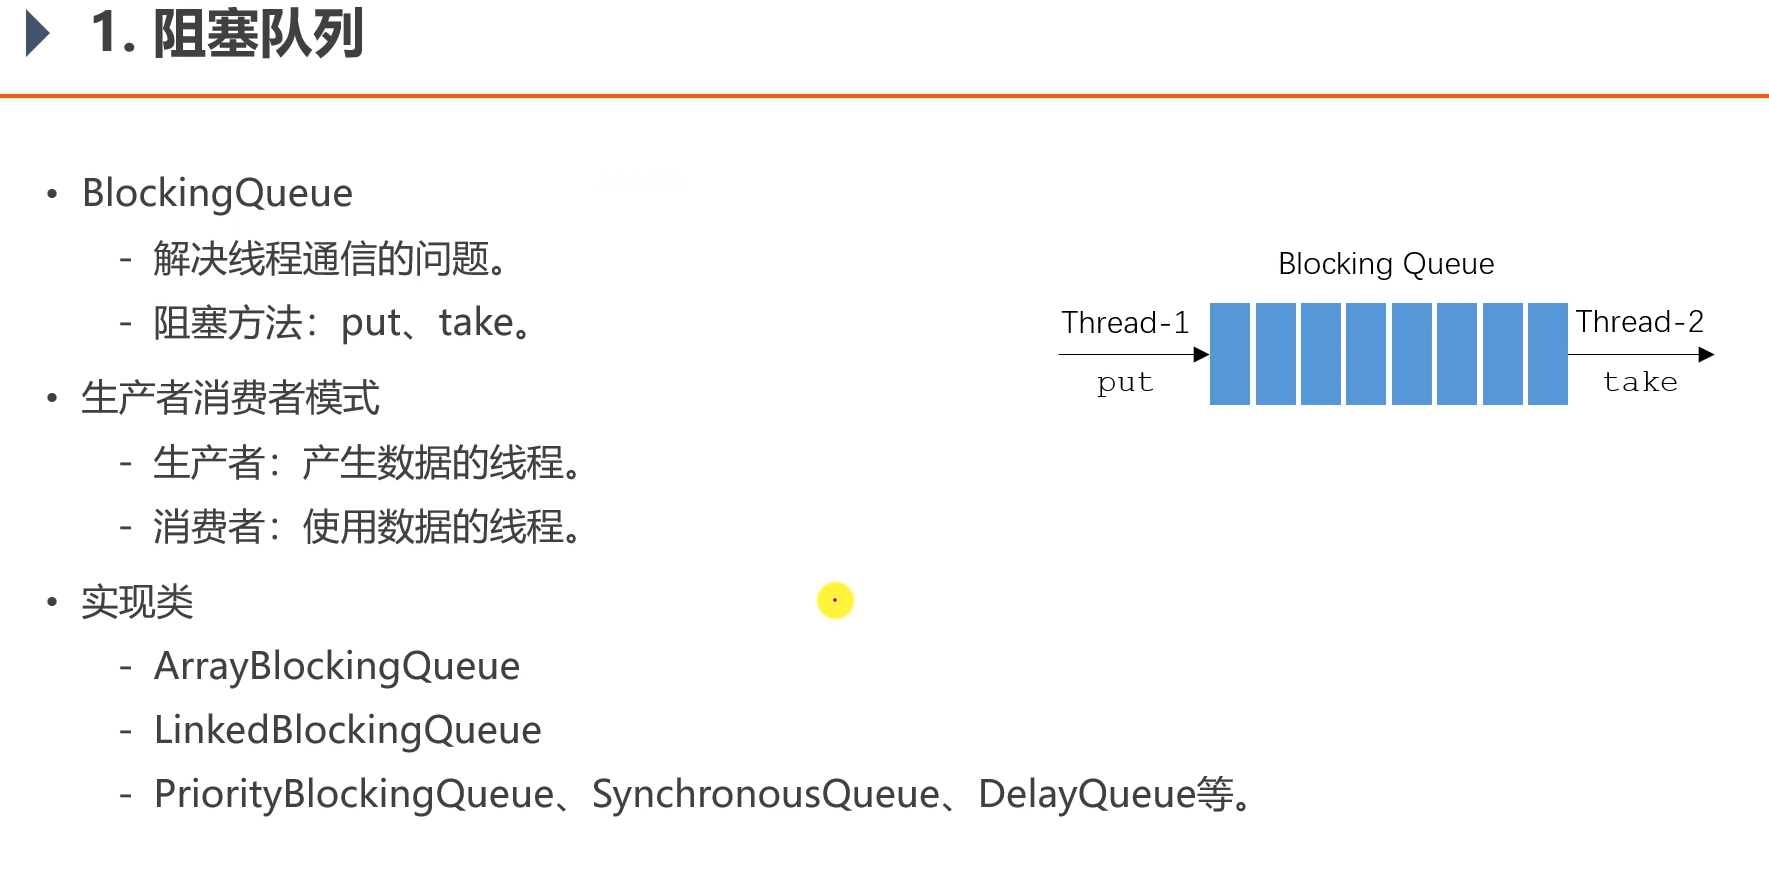 1. 阻塞队列
• BlockingQueue
- 解决线程通信的问题。
- 阻塞方法：put、take。
• 生产者消费者模式
- 生产者：产生数据的线程。
- 消费者：使用数据的线程。
• 实现类
- ArrayBlockingQueue
- LinkedBlockingQueue
- PriorityBlockingQueue、SynchronousQueue、DelayQueue等。
Blocking Queue
Thread-1
put
Thread-2
take